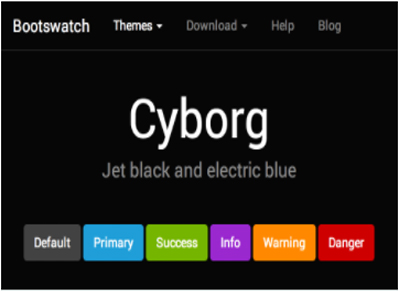 Bootswatch Themes Download Help Blog
Cyborg
Jet black and electric blue
Default Primary Success Info Warning Danger